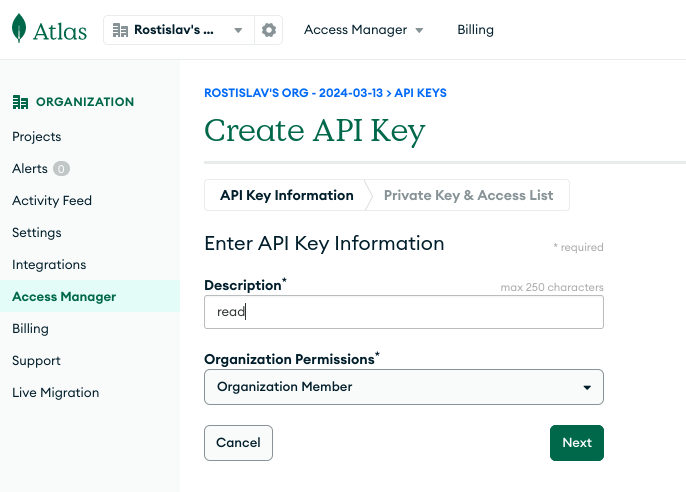 Atlas
Rostislav's ...
Access Manager
Billing
ORGANIZATION
Projects
Alerts 0
Activity Feed
Settings
Integrations
Access Manager
Billing
Support
Live Migration
ROSTISLAV'S ORG - 2024-03-13 > API KEYS
Create API Key
API Key Information
Private Key & Access List
Enter API Key Information
* required
Description*
max 250 characters
read
Organization Permissions*
Organization Member
Cancel
Next